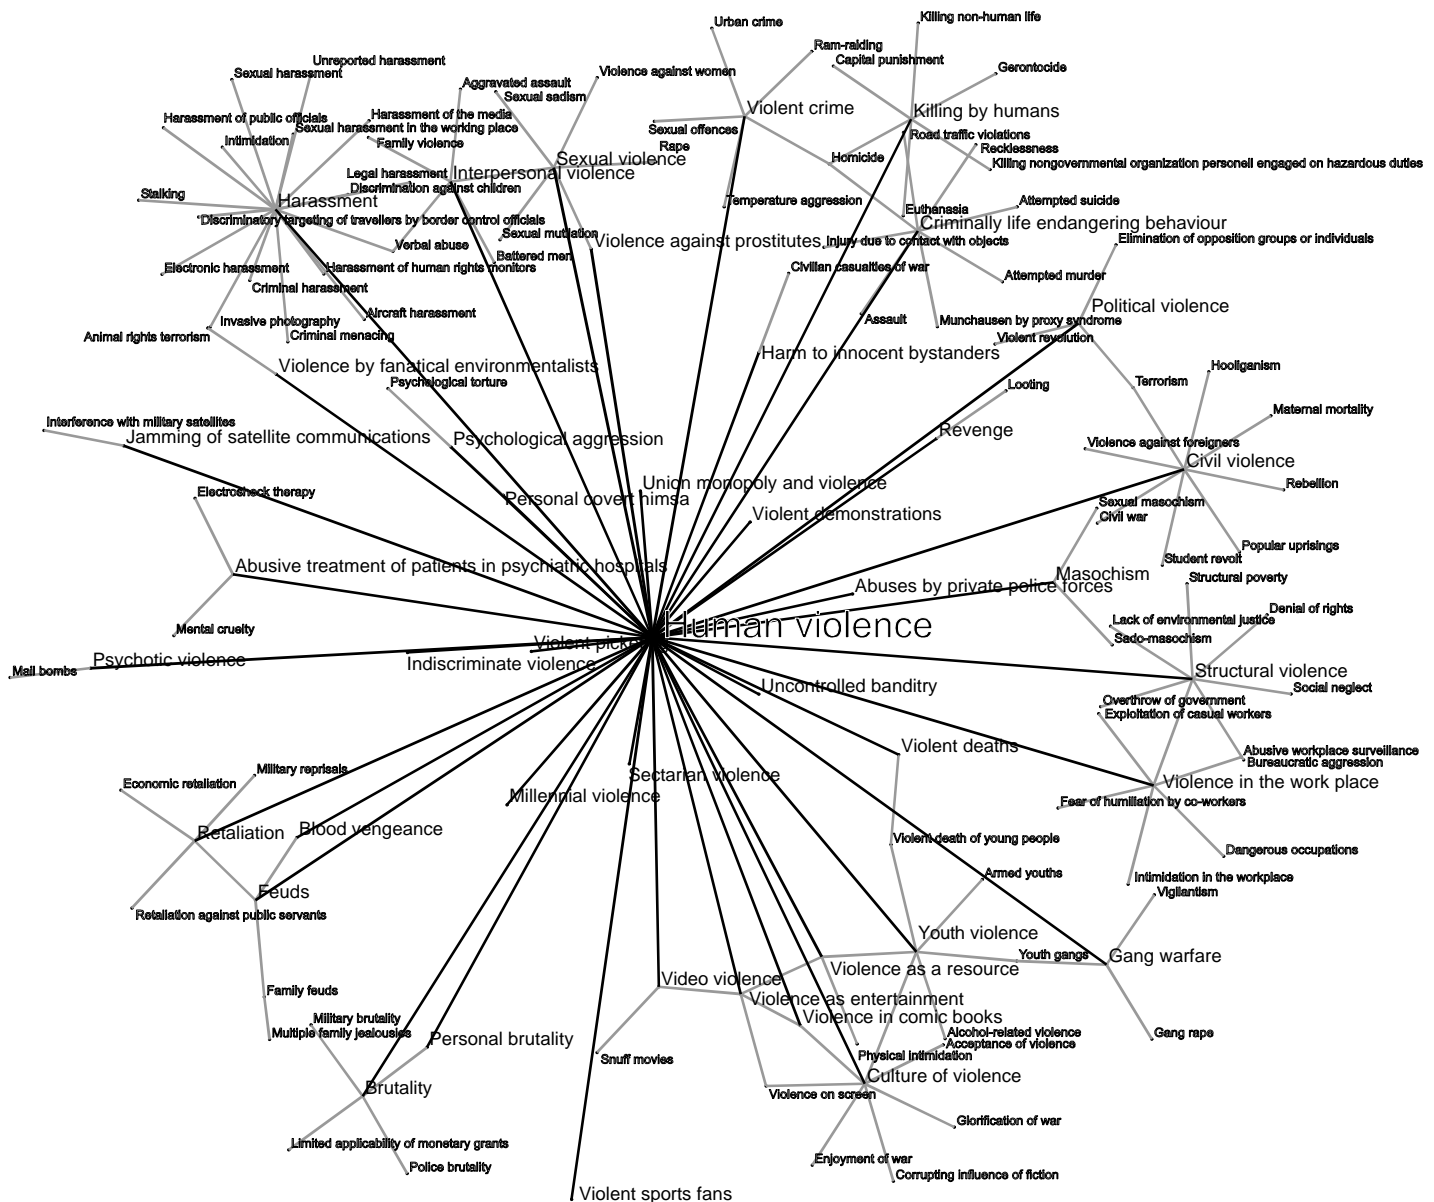 Urban crime
Killing non-human life
Ram-raiding
Capital punishment
Gerontocide
Unreported harassment
Sexual harassment
Aggravated assault
Sexual sadism
Violence against women
Violent crime
Killing by humans
Harassment of public officials
Harassment of the media
Sexual harassment in the working place
Sexual offences
Road traffic violations
Intimidation
Family violence
Rape
Recklessness
Sexual violence
Homicide
Killing nongovernmental organization personell engaged on hazardous duties
Legal harassment
Interpersonal violence
Discrimination against children
Stalking
Harassment
Temperature aggression
Euthanasia
Attempted suicide
Discriminatory targeting of travellers by border control officials
Criminally life endangering behaviour
Sexual mutilation
Violence against prostitutes
Injury due to contact with objects
Elimination of opposition groups or individuals
Verbal abuse
Battered men
Electronic harassment
Harassment of human rights monitors
Civilian casualties of war
Attempted murder
Criminal harassment
Political violence
Aircraft harassment
Invasive photography
Assault
Munchausen by proxy syndrome
Animal rights terrorism
Criminal menacing
Violent revolution
Harm to innocent bystanders
Violence by fanatical environmentalists
Hooliganism
Psychological torture
Looting
Terrorism
Maternal mortality
Interference with military satellites
Jamming of satellite communications
Psychological aggression
Revenge
Violence against foreigners
Civil violence
Union monopoly and violence
Rebellion
Electroshock therapy
Personal covert himsa
Sexual masochism
Violent demonstrations
Civil war
Popular uprisings
Student revolt
Abusive treatment of patients in psychiatric hospitals
Masochism
Structural poverty
Abuses by private police forces
Denial of rights
Lack of environmental justice
Human violence
Mental cruelty
Sado-masochism
Psychotic violence
Mail bombs
Indiscriminate violence
Structural violence
Uncontrolled banditry
Social neglect
Overthrow of government
Exploitation of casual workers
Violent deaths
Abusive workplace surveillance
Bureaucratic aggression
Military reprisals
Sectarian violence
Economic retaliation
Violence in the work place
Millennial violence
Fear of humiliation by co-workers
Retaliation
Blood vengeance
Violent death of young people
Dangerous occupations
Armed youths
Intimidation in the workplace
Feuds
Vigilantism
Retaliation against public servants
Youth violence
Youth gangs
Gang warfare
Violence as a resource
Video violence
Family feuds
Violence as entertainment
Violence in comic books
Military brutality
Multiple family jealousies
Personal brutality
Alcohol-related violence
Gang rape
Acceptance of violence
Snuff movies
Physical intimidation
Culture of violence
Brutality
Violence on screen
Glorification of war
Limited applicability of monetary grants
Police brutality
Enjoyment of war
Corrupting influence of fiction
Violent sports fans